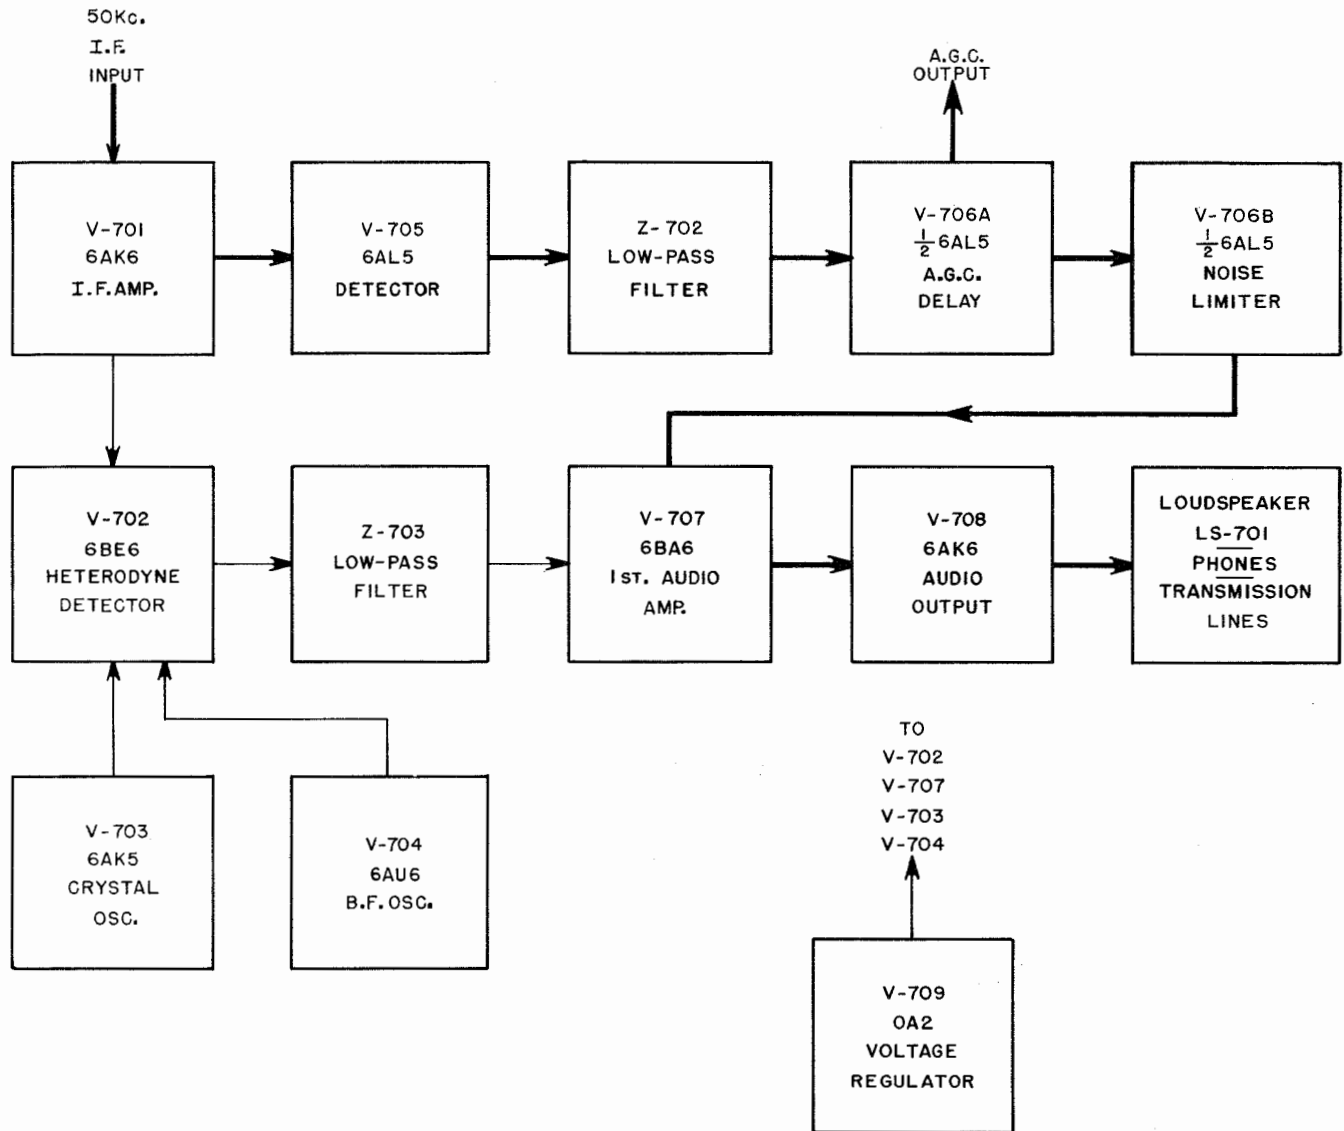 50Kc.
I.F.
INPUT
A.G.C.
OUTPUT
V-701
6AK6
I.F. AMP.
V-705
6AL5
DETECTOR
Z-702
LOW-PASS
FILTER
V-706A
1/2 6AL5
A.G.C.
DELAY
V-706B
1/2 6AL5
NOISE
LIMITER
V-702
6BE6
HETERODYNE
DETECTOR
Z-703
LOW-PASS
FILTER
V-707
6BA6
1ST. AUDIO
AMP.
V-708
6AK6
AUDIO
OUTPUT
LOUDSPEAKER
LS-701
PHONES
TRANSMISSION
LINES
V-703
6AK5
CRYSTAL
OSC.
V-704
6AU6
B.F. OSC.
TO
V-702
V-707
V-703
V-704
V-709
OA2
VOLTAGE
REGULATOR